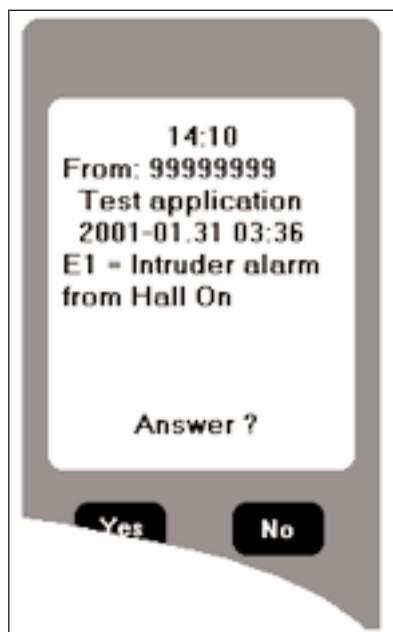 14:10
From: 99999999
Test application
2001-01.31 03:36
E1 = Intruder alarm
from Hall On
Answer ?
Yes No